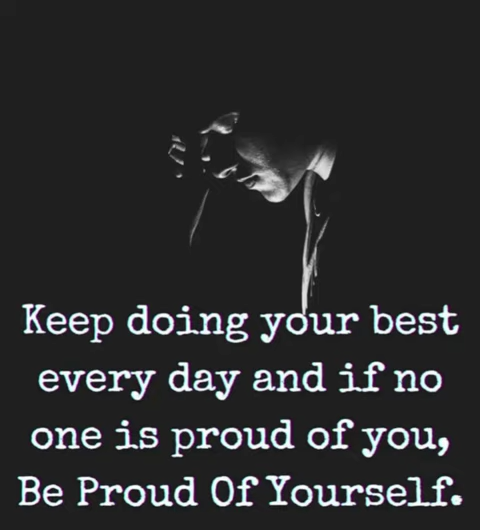 Keep doing your best
every day and if no
one is proud of you,
Be Proud Of Yourself.